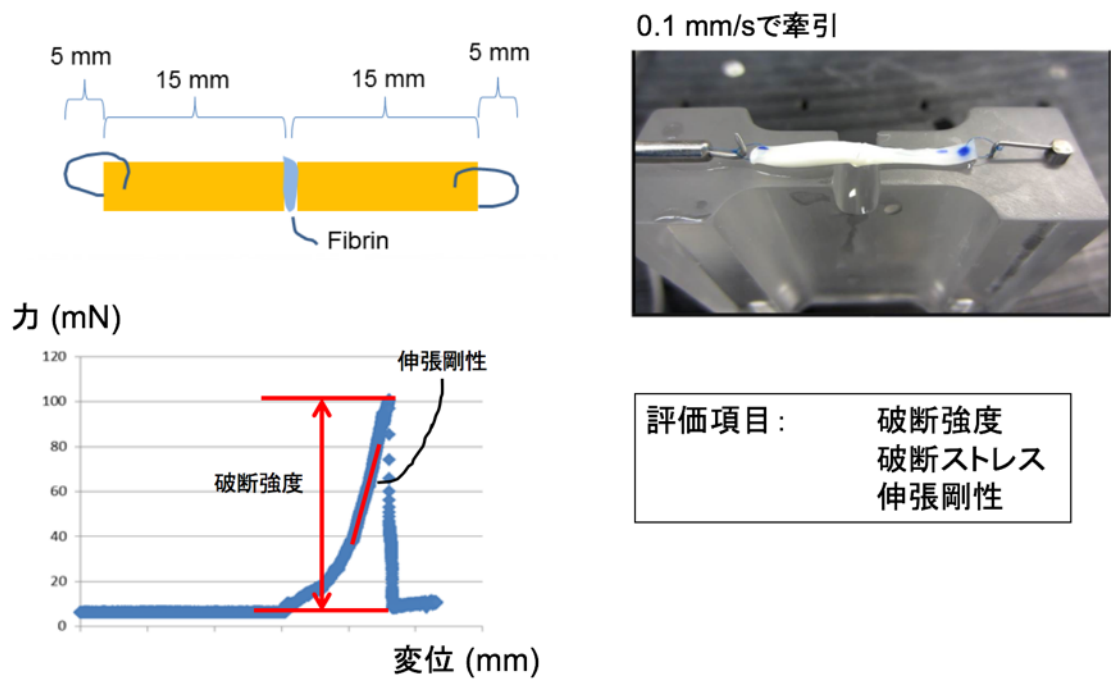 5 mm
15 mm
15 mm
5 mm
Fibrin
0.1 mm/sで牽引
力 (mN)
120
100
80
60
40
20
0
伸張剛性
破断強度
変位 (mm)
評価項目： 破断強度
破断ストレス
伸張剛性